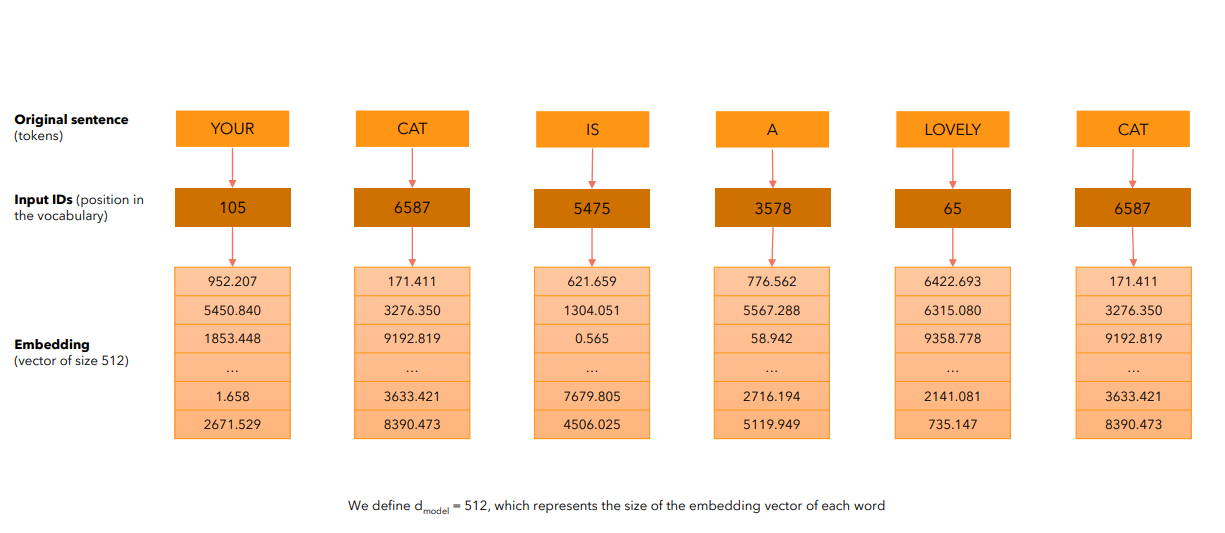 Original sentence
(tokens)
YOUR CAT IS A LOVELY CAT
Input IDs (position in
the vocabulary)
105 6587 5475 3578 65 6587
Embedding
(vector of size 512)
952.207 171.411 621.659 776.562 6422.693 171.411
5450.840 3276.350 1304.051 5567.288 6315.080 3276.350
1853.448 9192.819 0.565 58.942 9358.778 9192.819
... ... ... ... ... ...
1.658 3633.421 7679.805 2716.194 2141.081 3633.421
2671.529 8390.473 4506.025 5119.949 735.147 8390.473
We define dmodel = 512, which represents the size of the embedding vector of each word